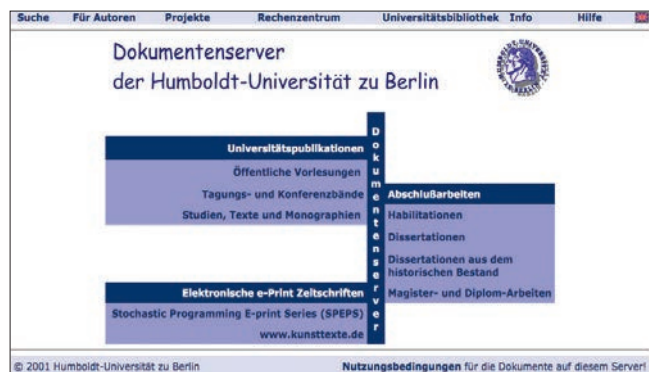 Suche Für Autoren Projekte Rechenzentrum Universitätsbibliothek Info Hilfe
Dokumentenserver
der Humboldt-Universität zu Berlin
Dokumentenserver
Universitätspublikationen
Öffentliche Vorlesungen
Tagungs- und Konferenzbände
Studien, Texte und Monographien
Abschlußarbeiten
Habilitationen
Dissertationen
Dissertationen aus dem
historischen Bestand
Magister- und Diplom-Arbeiten
Elektronische e-Print Zeitschriften
Stochastic Programming E-print Series (SPEPS)
www.kunsttexte.de
© 2001 Humboldt-Universität zu Berlin Nutzungsbedingungen für die Dokumente auf diesem Server!